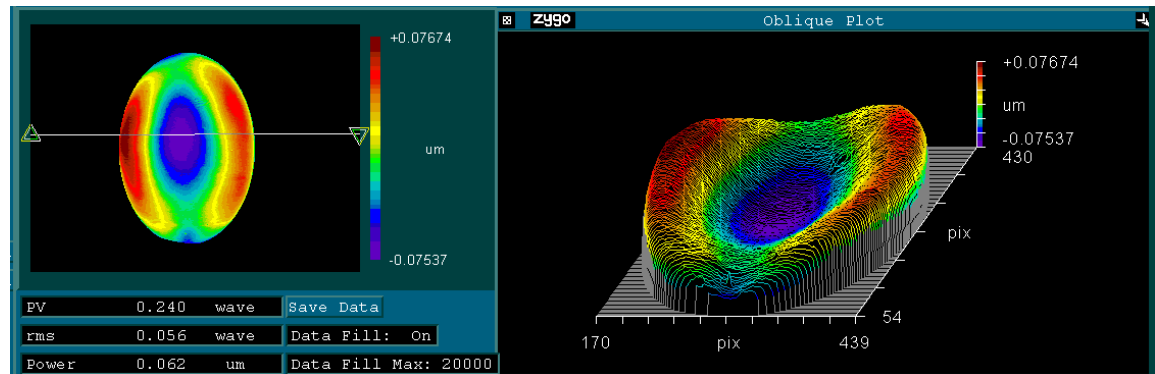 +0.07674
um
-0.07537
PV 0.240 wave Save Data
rms 0.056 wave Data Fill: On
Power 0.062 um Data Fill Max: 20000
zygo Oblique Plot
+0.07674
um
-0.07537
430
pix
54
170 pix 439